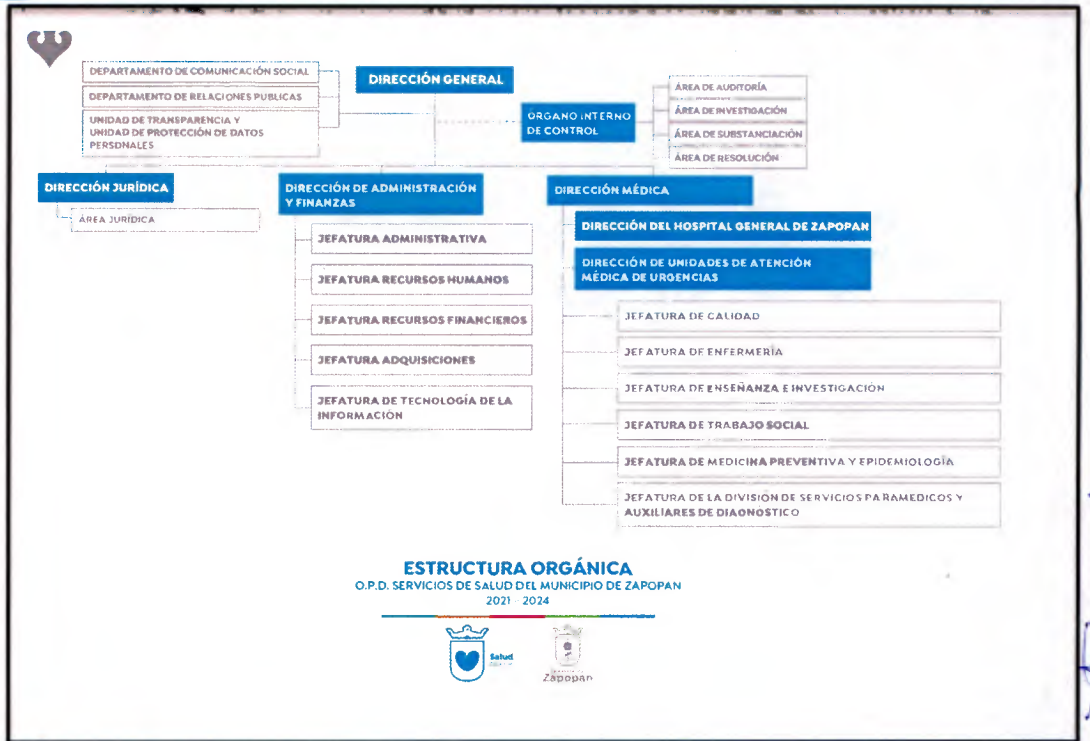 DEPARTAMENTO DE COMUNICACIÓN SOCIAL
DEPARTAMENTO DE RELACIONES PUBLICAS
UNIDAD DE TRANSPARENCIA Y
UNIDAD DE PROTECCIÓN DE DATOS
PERSONALES
DIRECCIÓN GENERAL
ÓRGANO INTERNO
DE CONTROL
ÁREA DE AUDITORÍA
ÁREA DE INVESTIGACIÓN
ÁREA DE SUBSTANCIACIÓN
ÁREA DE RESOLUCIÓN
DIRECCIÓN JURÍDICA
ÁREA JURÍDICA
DIRECCIÓN DE ADMINISTRACIÓN
Y FINANZAS
JEFATURA ADMINISTRATIVA
JEFATURA RECURSOS HUMANOS
JEFATURA RECURSOS FINANCIEROS
JEFATURA ADQUISICIONES
JEFATURA DE TECNOLOGÍA DE LA
INFORMACIÓN
DIRECCIÓN MÉDICA
DIRECCIÓN DEL HOSPITAL GENERAL DE ZAPOPAN
DIRECCIÓN DE UNIDADES DE ATENCIÓN
MÉDICA DE URGENCIAS
JEFATURA DE CALIDAD
JEFATURA DE ENFERMERÍA
JEFATURA DE ENSEÑANZA E INVESTIGACIÓN
JEFATURA DE TRABAJO SOCIAL
JEFATURA DE MEDICINA PREVENTIVA Y EPIDEMIOLOGÍA
JEFATURA DE LA DIVISIÓN DE SERVICIOS PARAMEDICOS Y
AUXILIARES DE DIAGNÓSTICO
ESTRUCTURA ORGÁNICA
O.P.D. SERVICIOS DE SALUD DEL MUNICIPIO DE ZAPOPAN
2021 - 2024
Salud
Zapopan